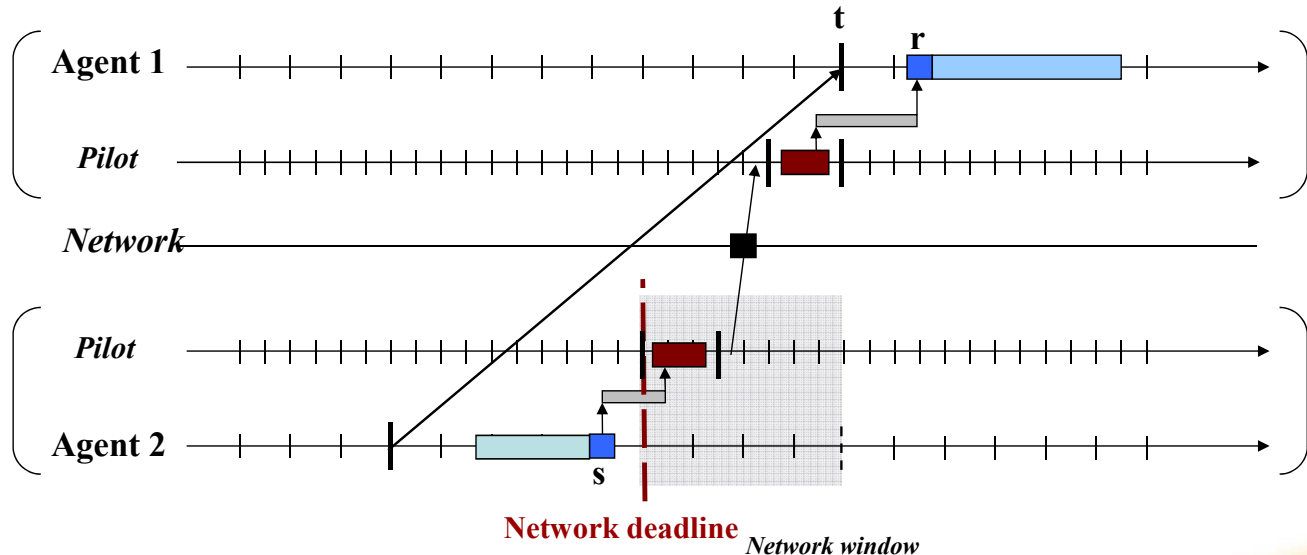 t
Agent 1
r
Pilot
Network
Pilot
Agent 2
s
Network deadline
Network window